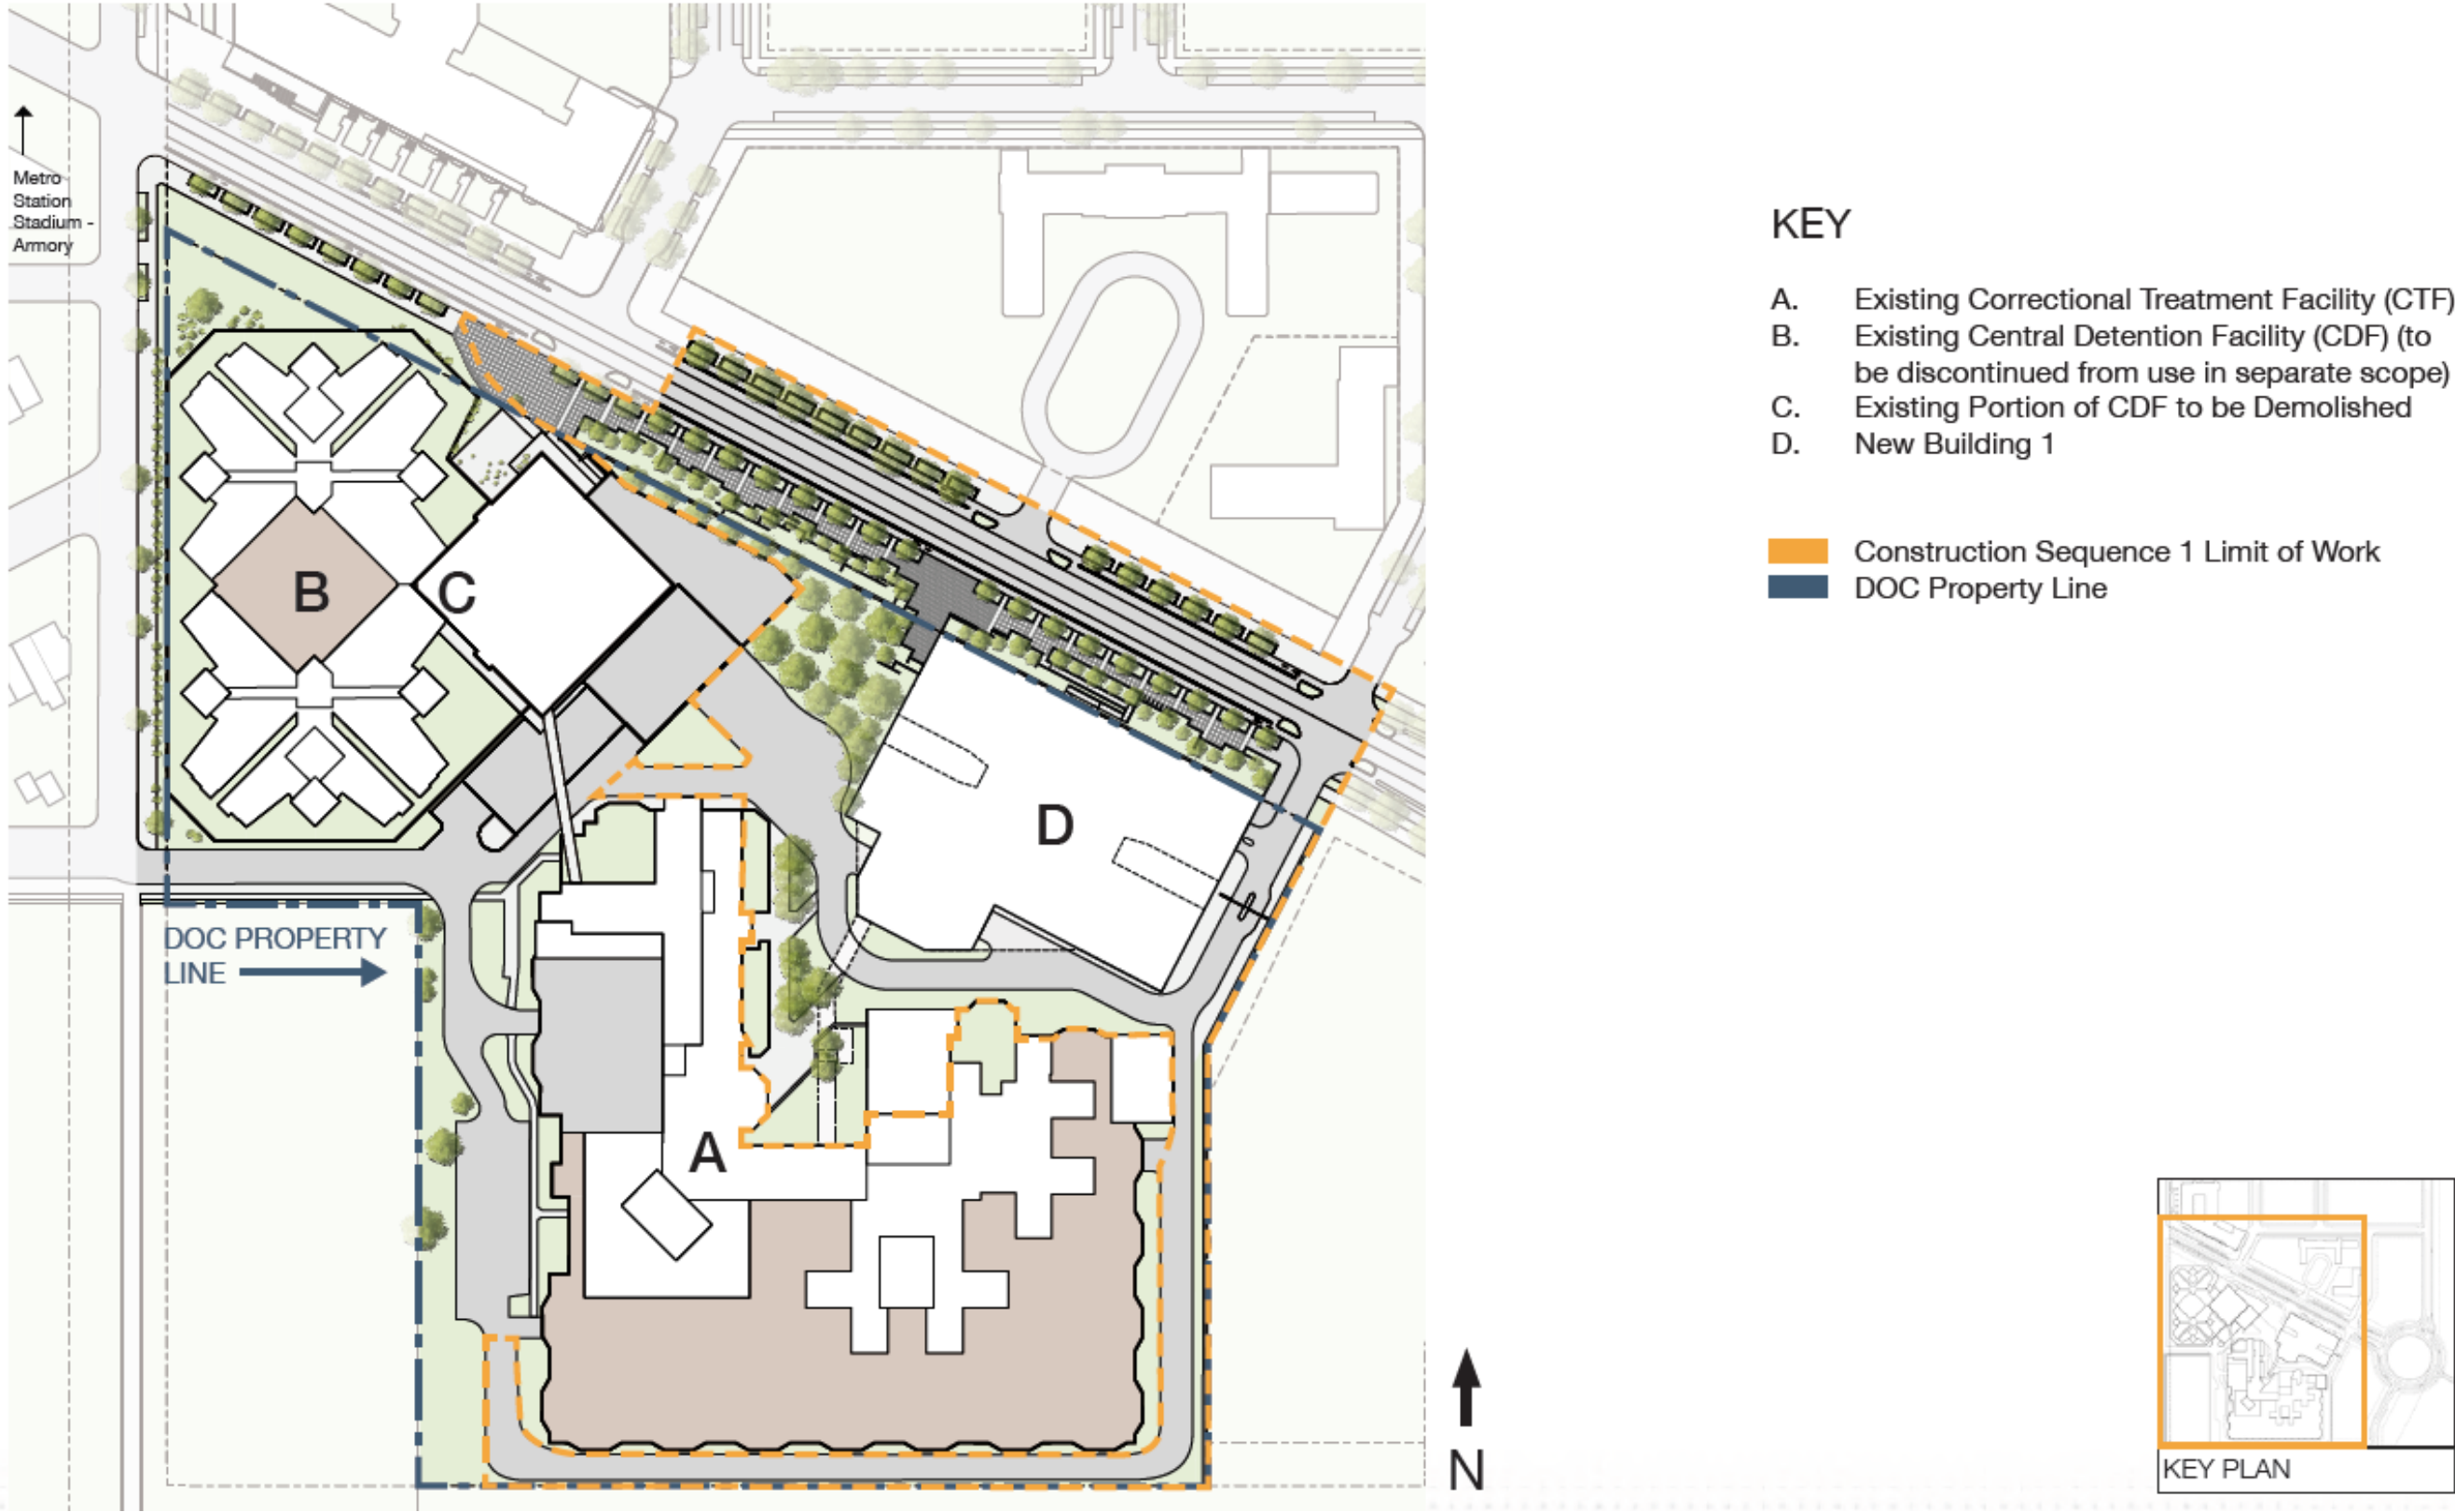 Metro
Station
Stadium -
Armory
B
C
D
A
DOC PROPERTY
LINE
N
KEY
A. Existing Correctional Treatment Facility (CTF)
B. Existing Central Detention Facility (CDF) (to
be discontinued from use in separate scope)
C. Existing Portion of CDF to be Demolished
D. New Building 1
Construction Sequence 1 Limit of Work
DOC Property Line
KEY PLAN